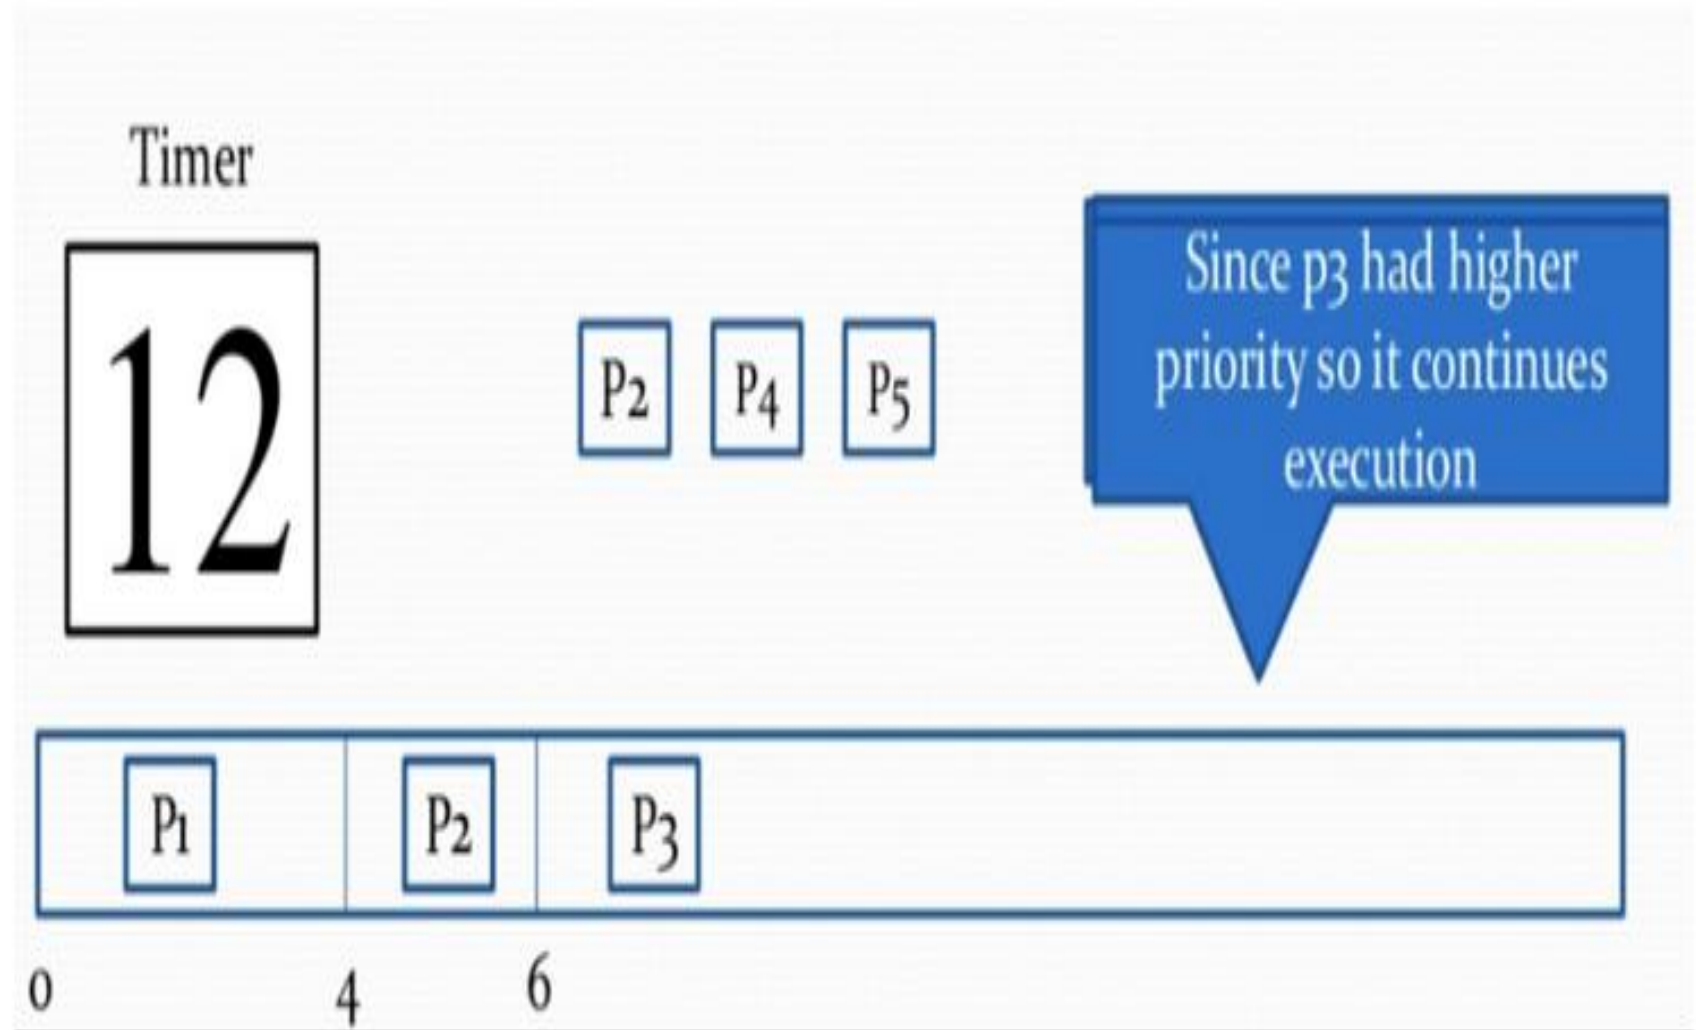 Timer
12
P2 P4 P5
Since p3 had higher
priority so it continues
execution
P1 P2 P3
0 4 6